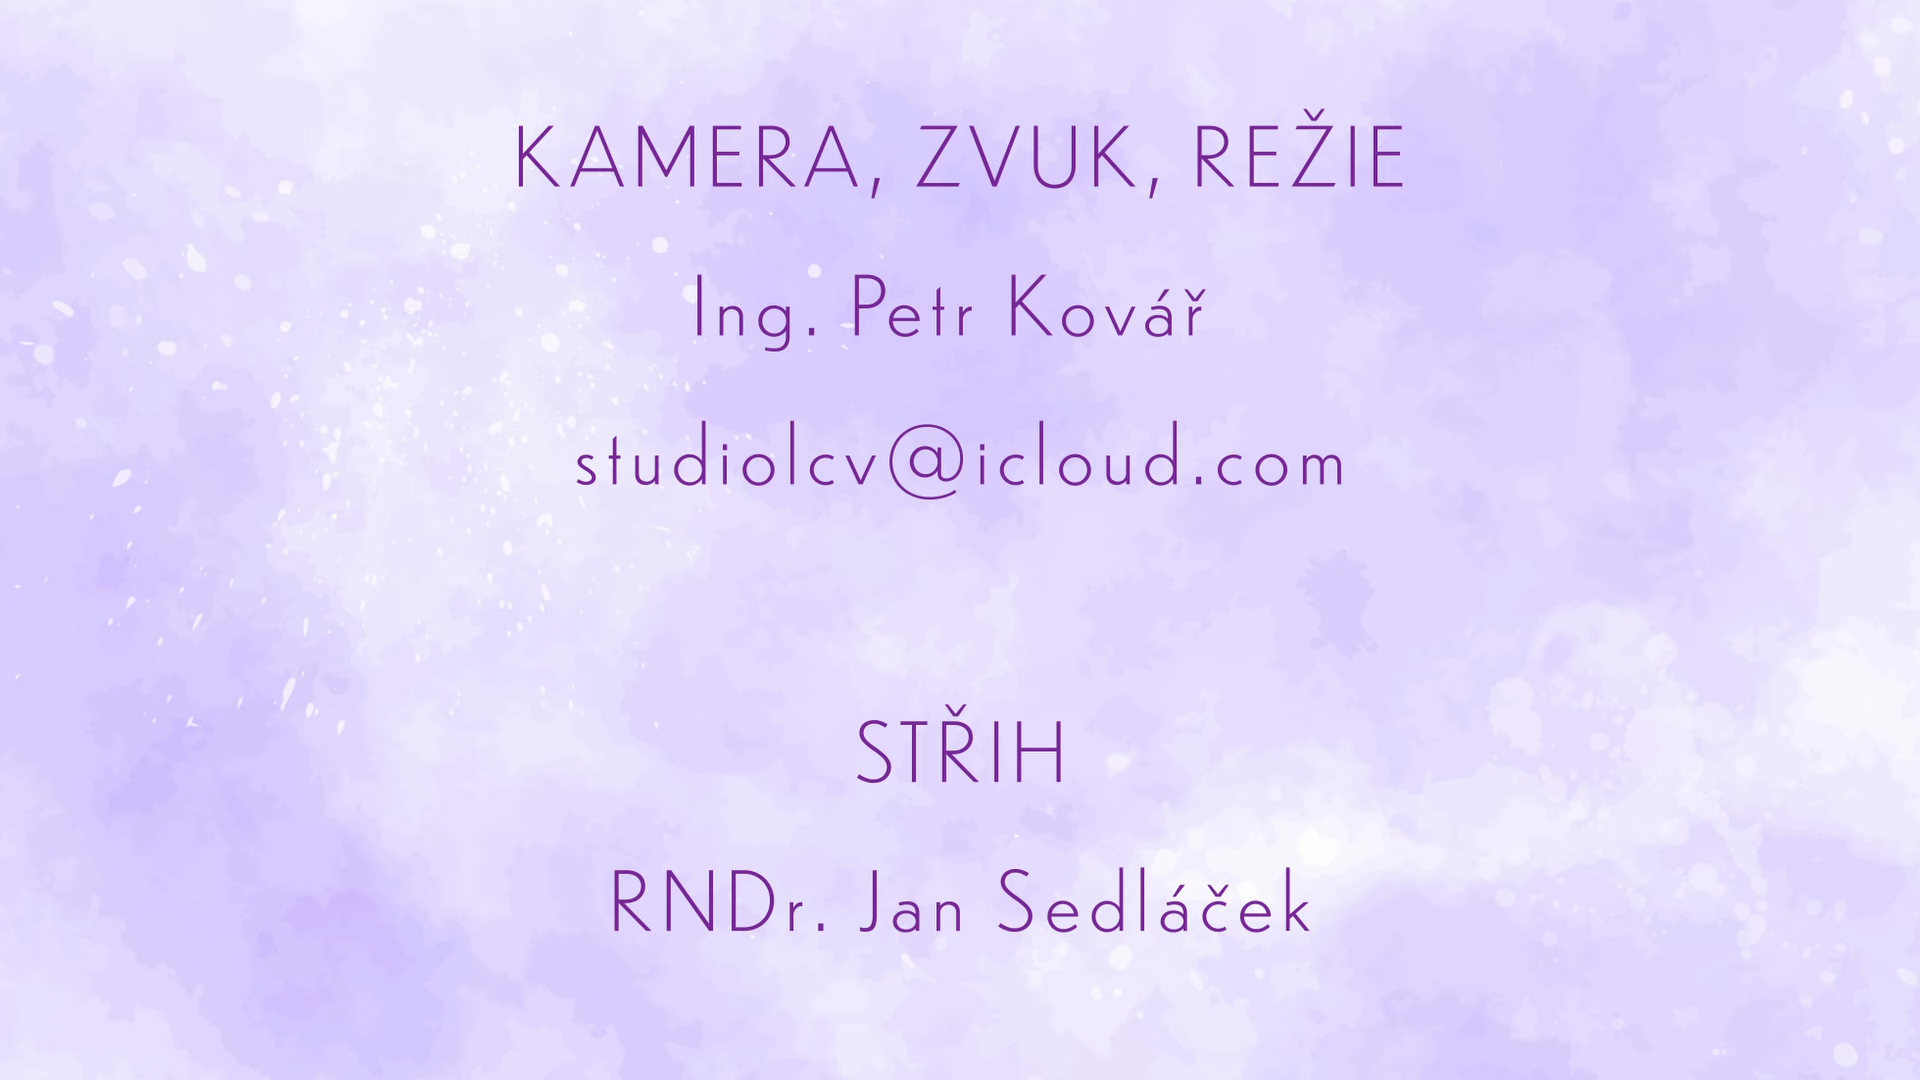 KAMERA, ZVUK, REŽIE
Ing. Petr Kovář
studiolcv@icloud.com
STŘIH
RNDr. Jan Sedláček